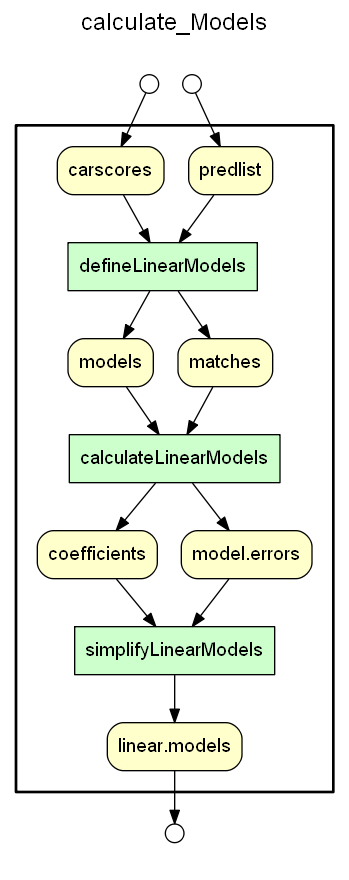 calculate_Models
carscores
predlist
defineLinearModels
models
matches
calculateLinearModels
coefficients
model.errors
simplifyLinearModels
linear.models